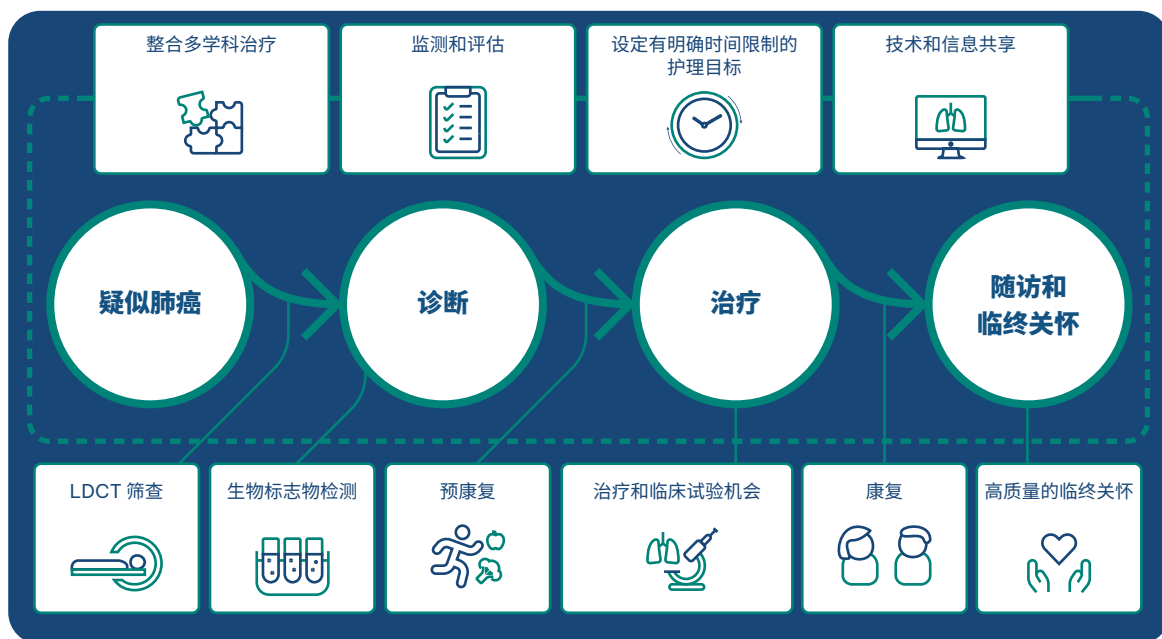 整合多学科治疗
监测和评估
设定有明确时间限制的
护理目标
技术和信息共享
疑似肺癌
诊断
治疗
随访和
临终关怀
LDCT 筛查
生物标志物检测
预康复
治疗和临床试验机会
康复
高质量的临终关怀